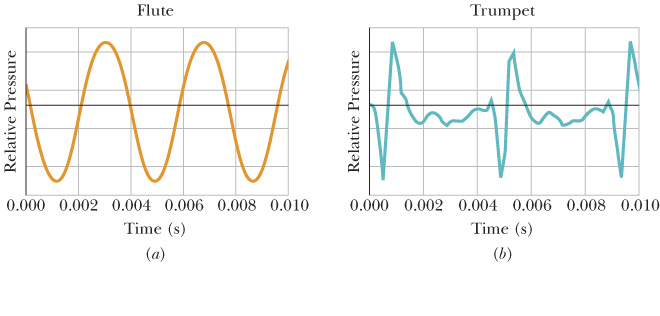 Flute
Relative Pressure
0.000 0.002 0.004 0.006 0.008 0.010
Time (s)
(a)
Trumpet
Relative Pressure
0.000 0.002 0.004 0.006 0.008 0.010
Time (s)
(b)